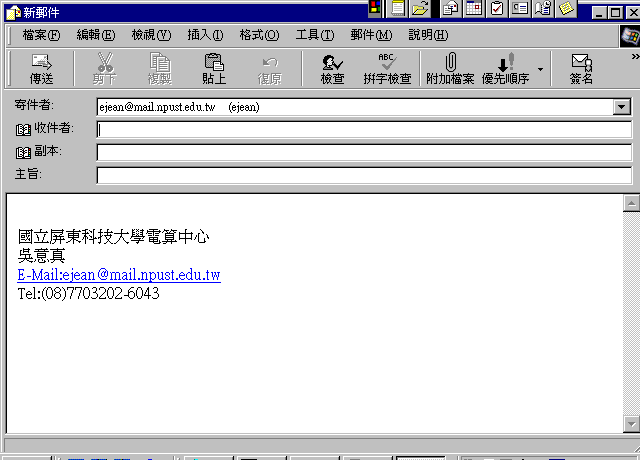 新郵件
檔案(F) 編輯(E) 檢視(V) 插入(I) 格式(O) 工具(T) 郵件(M) 說明(H)
傳送 剪下 複製 貼上 復原 檢查 拼字檢查 附加檔案 優先順序 簽名
寄件者: ejean@mail.npust.edu.tw (ejean)
收件者:
副本:
主旨:
國立屏東科技大學電算中心
吳意真
E-Mail:ejean@mail.npust.edu.tw
Tel:(08)7703202-6043